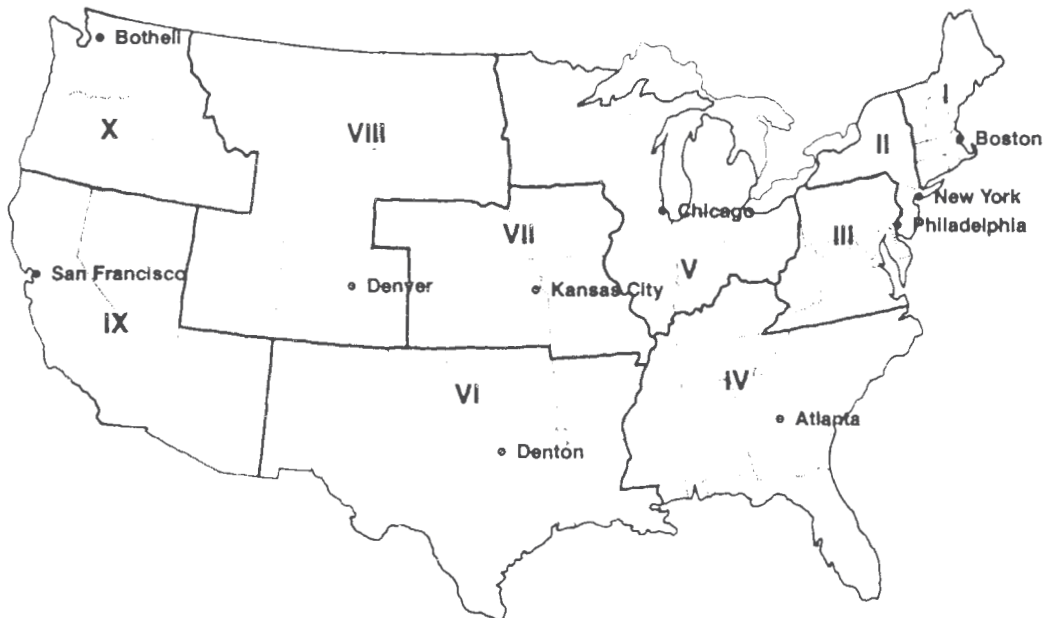 Bothell
I
X
VIII
II
Boston
New York
Chicago
Philadelphia
VII
III
San Francisco
V
Denver
Kansas City
IX
VI
IV
Atlanta
Denton